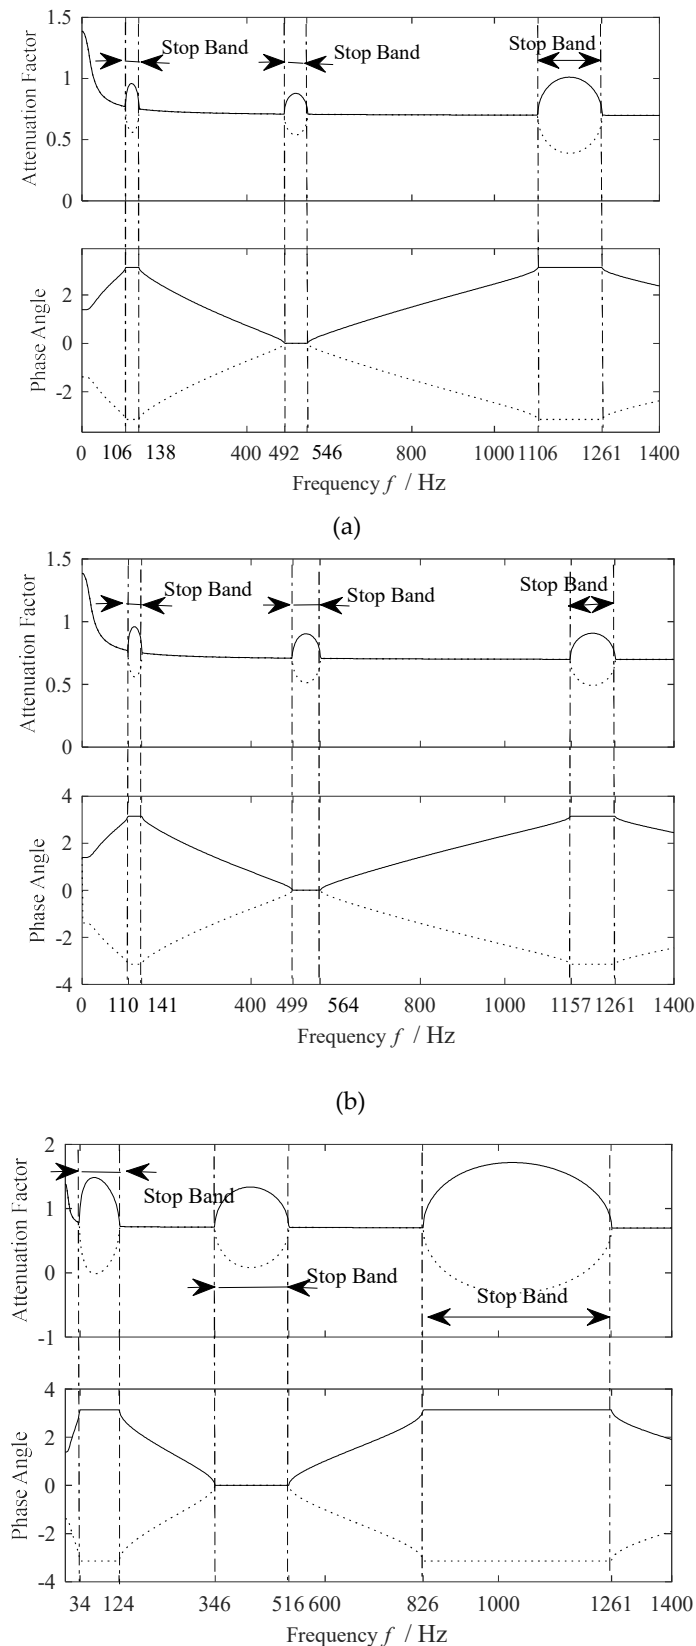 1.5
Stop Band
Stop Band
Stop Band
1
0.5
0
Attenuation Factor
2
0
-2
Phase Angle
0 106 138 400 492 546 800 1000 1106 1261 1400
Frequency f / Hz
(a)
1.5
Stop Band
Stop Band
Stop Band
1
0.5
0
Attenuation Factor
4
2
0
-2
-4
Phase Angle
0 110 141 400 499 564 800 1000 1157 1261 1400
Frequency f / Hz
(b)
2
1
0
-1
Attenuation Factor
Stop Band
Stop Band
Stop Band
4
2
0
-2
-4
Phase Angle
34 124 346 516 600 826 1000 1261 1400
Frequency f / Hz